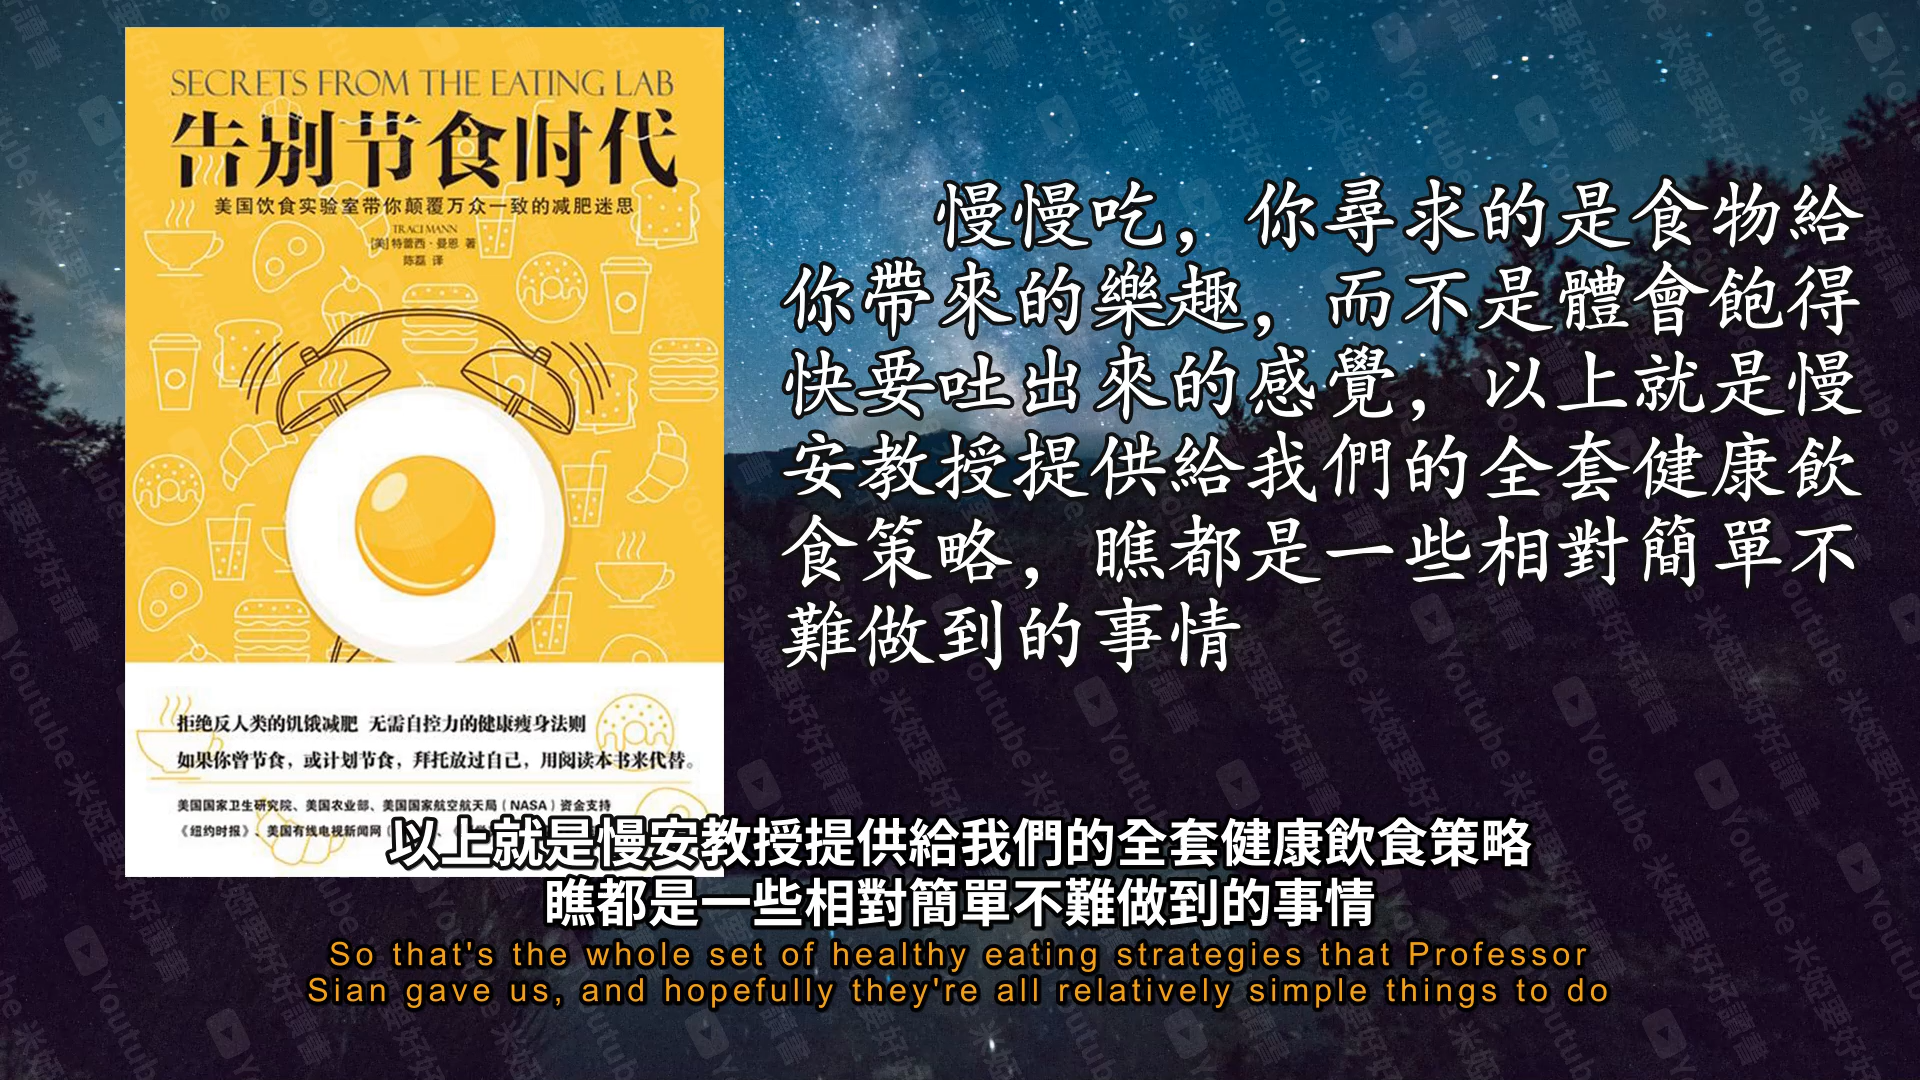 SECRETS FROM THE EATING LAB
告别节食时代
美国饮食实验室带你颠覆万众一致的减肥迷思
TRACI MANN
[美] 特蕾西·曼恩 著
陈磊 译
拒绝反人类的饥饿减肥 无需自控力的健康瘦身法则
如果你曾节食，或计划节食，拜托放过自己，用阅读本书来代替。
美国国家卫生研究院、美国农业部、美国国家航空航天局（NASA）资金支持
《纽约时报》、美国有线电视新闻网
慢慢吃，你尋求的是食物給
你帶來的樂趣，而不是體會飽得
快要吐出來的感覺，以上就是慢
安教授提供給我們的全套健康飲
食策略，瞧都是一些相對簡單不
難做到的事情
以上就是慢安教授提供給我們的全套健康飲食策略
瞧都是一些相對簡單不難做到的事情
So that's the whole set of healthy eating strategies that Professor
Sian gave us, and hopefully they're all relatively simple things to do
Youtube 米婭要好好讀書